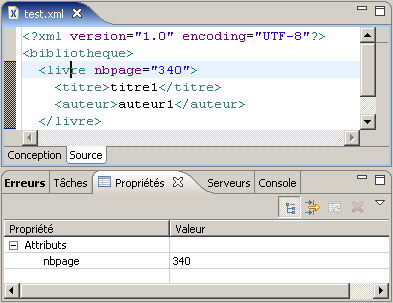 test.xml
<?xml version="1.0" encoding="UTF-8"?>
<bibliotheque>
<livre nbpage="340">
<titre>titre1</titre>
<auteur>auteur1</auteur>
</livre>
Conception Source
Erreurs Tâches Propriétés Serveurs Console
Propriété Valeur
Attributs
nbpage 340